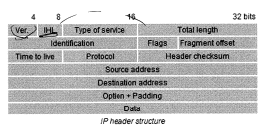 4 8 16 32 bits
Ver. IHL Type of service Total length
Identification Flags Fragment offset
Time to live Protocol Header checksum
Source address
Destination address
Option + Padding
Data
IP header structure